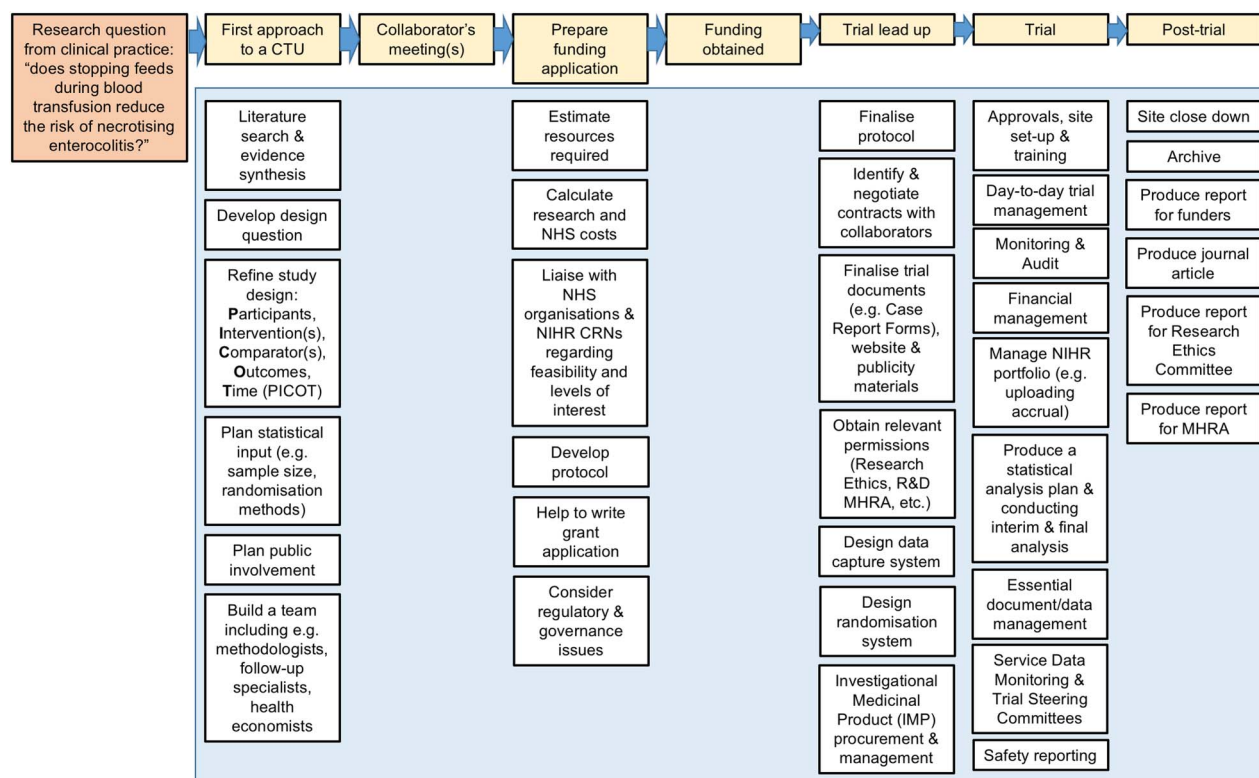 Research question
from clinical practice:
“does stopping feeds
during blood
transfusion reduce
the risk of necrotising
enterocolitis?”
First approach
to a CTU
Collaborator’s
meeting(s)
Prepare
funding
application
Funding
obtained
Trial lead up
Trial
Post-trial
Literature
search &
evidence
synthesis
Develop design
question
Refine study
design:
Participants,
Intervention(s),
Comparator(s),
Outcomes,
Time (PICOT)
Plan statistical
input (e.g.
sample size,
randomisation
methods)
Plan public
involvement
Build a team
including e.g.
methodologists,
follow-up
specialists,
health
economists
Estimate
resources
required
Calculate
research and
NHS costs
Liaise with
NHS
organisations &
NIHR CRNs
regarding
feasibility and
levels of
interest
Develop
protocol
Help to write
grant
application
Consider
regulatory &
governance
issues
Finalise
protocol
Identify &
negotiate
contracts with
collaborators
Finalise trial
documents
(e.g. Case
Report Forms),
website &
publicity
materials
Obtain relevant
permissions
(Research
Ethics, R&D
MHRA, etc.)
Design data
capture system
Design
randomisation
system
Investigational
Medicinal
Product (IMP)
procurement &
management
Approvals, site
set-up &
training
Day-to-day trial
management
Monitoring &
Audit
Financial
management
Manage NIHR
portfolio (e.g.
uploading
accrual)
Produce a
statistical
analysis plan &
conducting
interim & final
analysis
Essential
document/data
management
Service Data
Monitoring &
Trial Steering
Committees
Safety reporting
Site close down
Archive
Produce report
for funders
Produce journal
article
Produce report
for Research
Ethics
Committee
Produce report
for MHRA